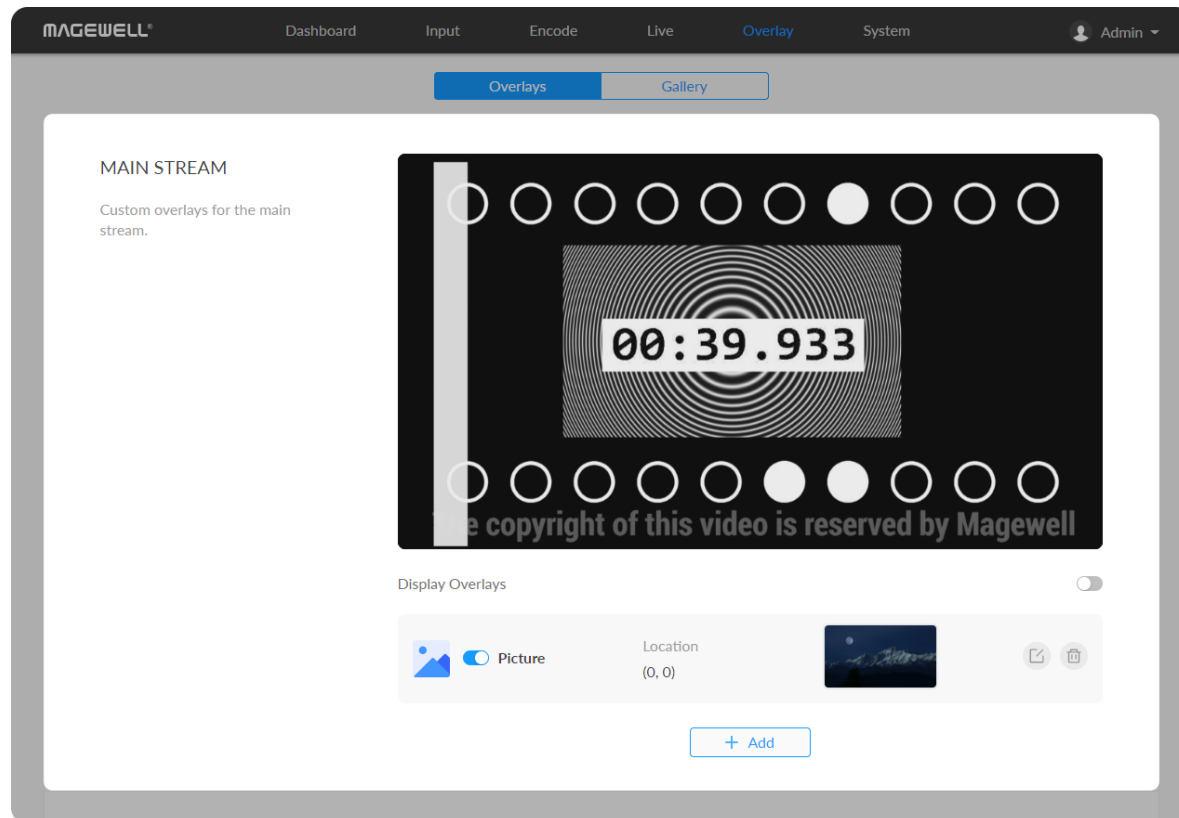 MAGEWELL®
Dashboard Input Encode Live Overlay System Admin
Overlays Gallery
MAIN STREAM
Custom overlays for the main
stream.
00:39.933
copyright of this video is reserved by Magewell
Display Overlays
Picture
Location
(0, 0)
+ Add